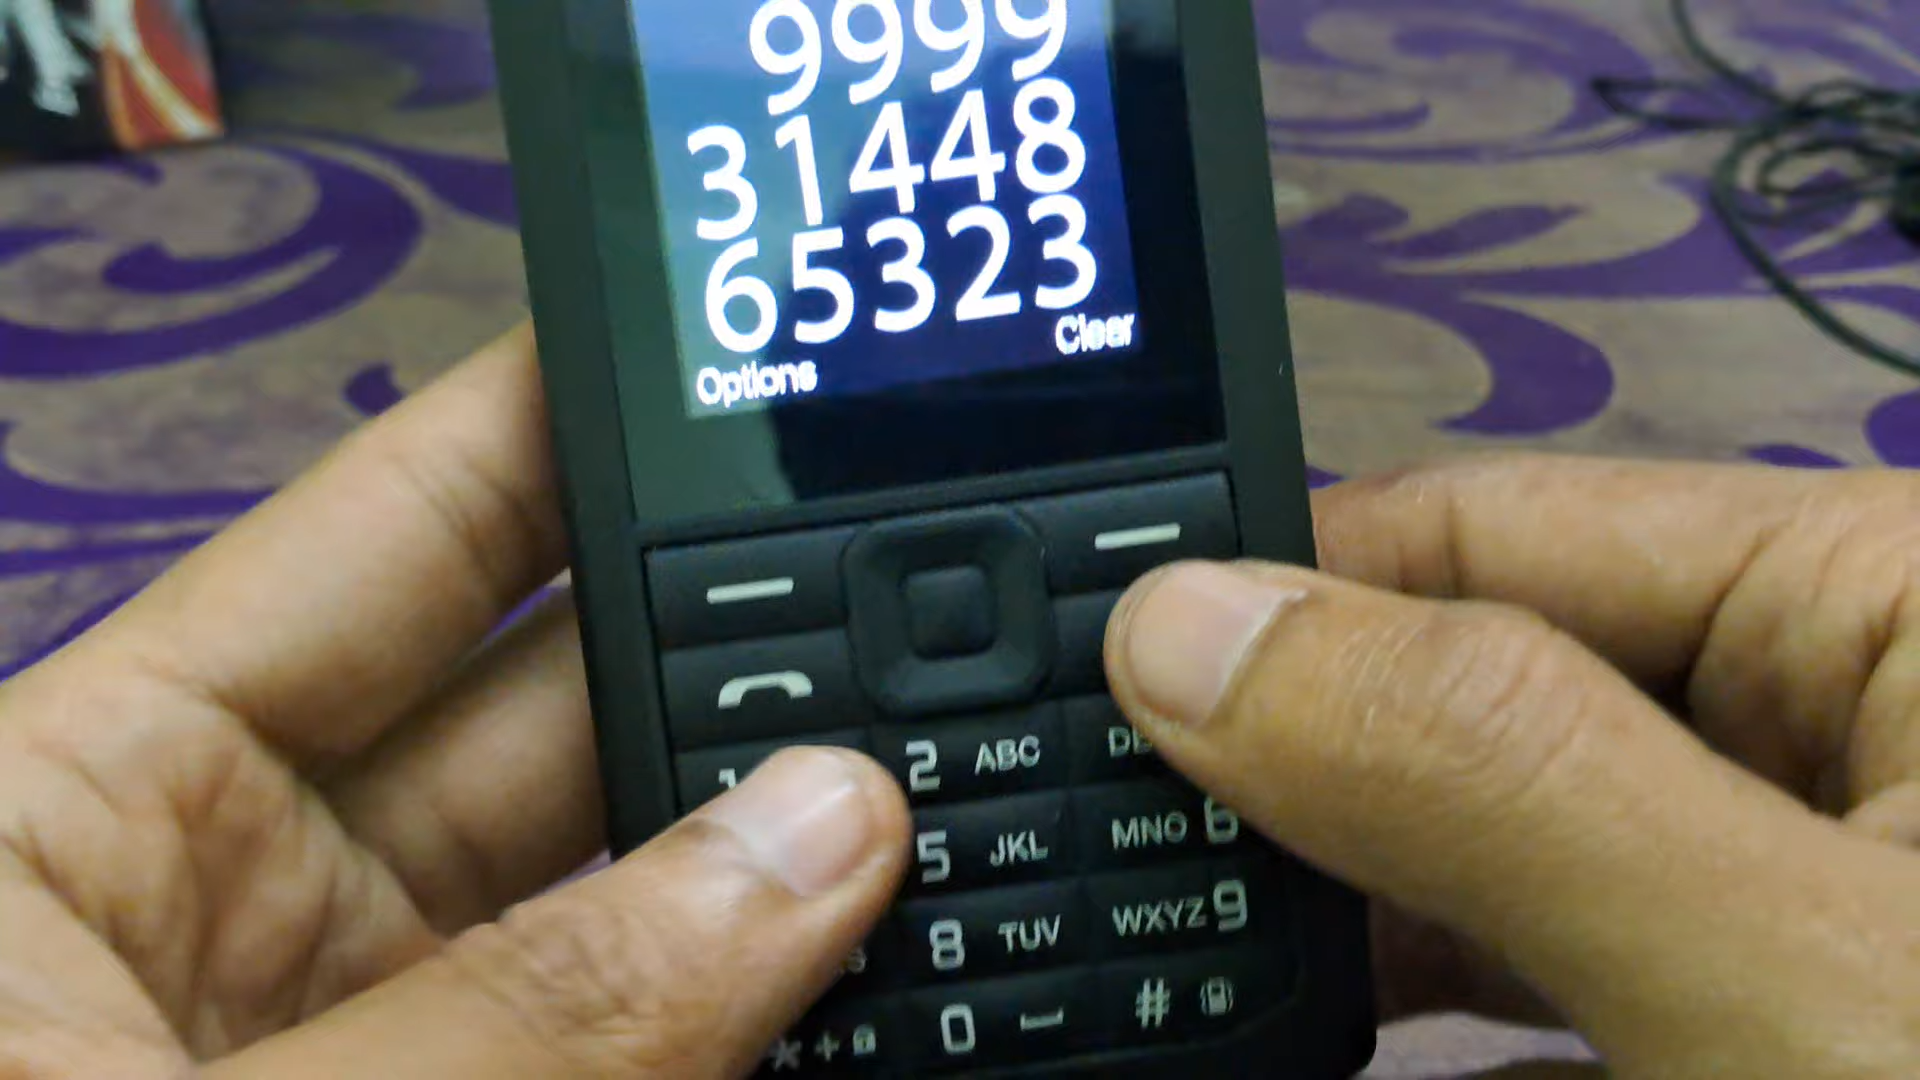 9999
31448
65323
Clear
Options
2 ABC
5 JKL
MNO 6
8 TUV
WXYZ 9
* +
0
#